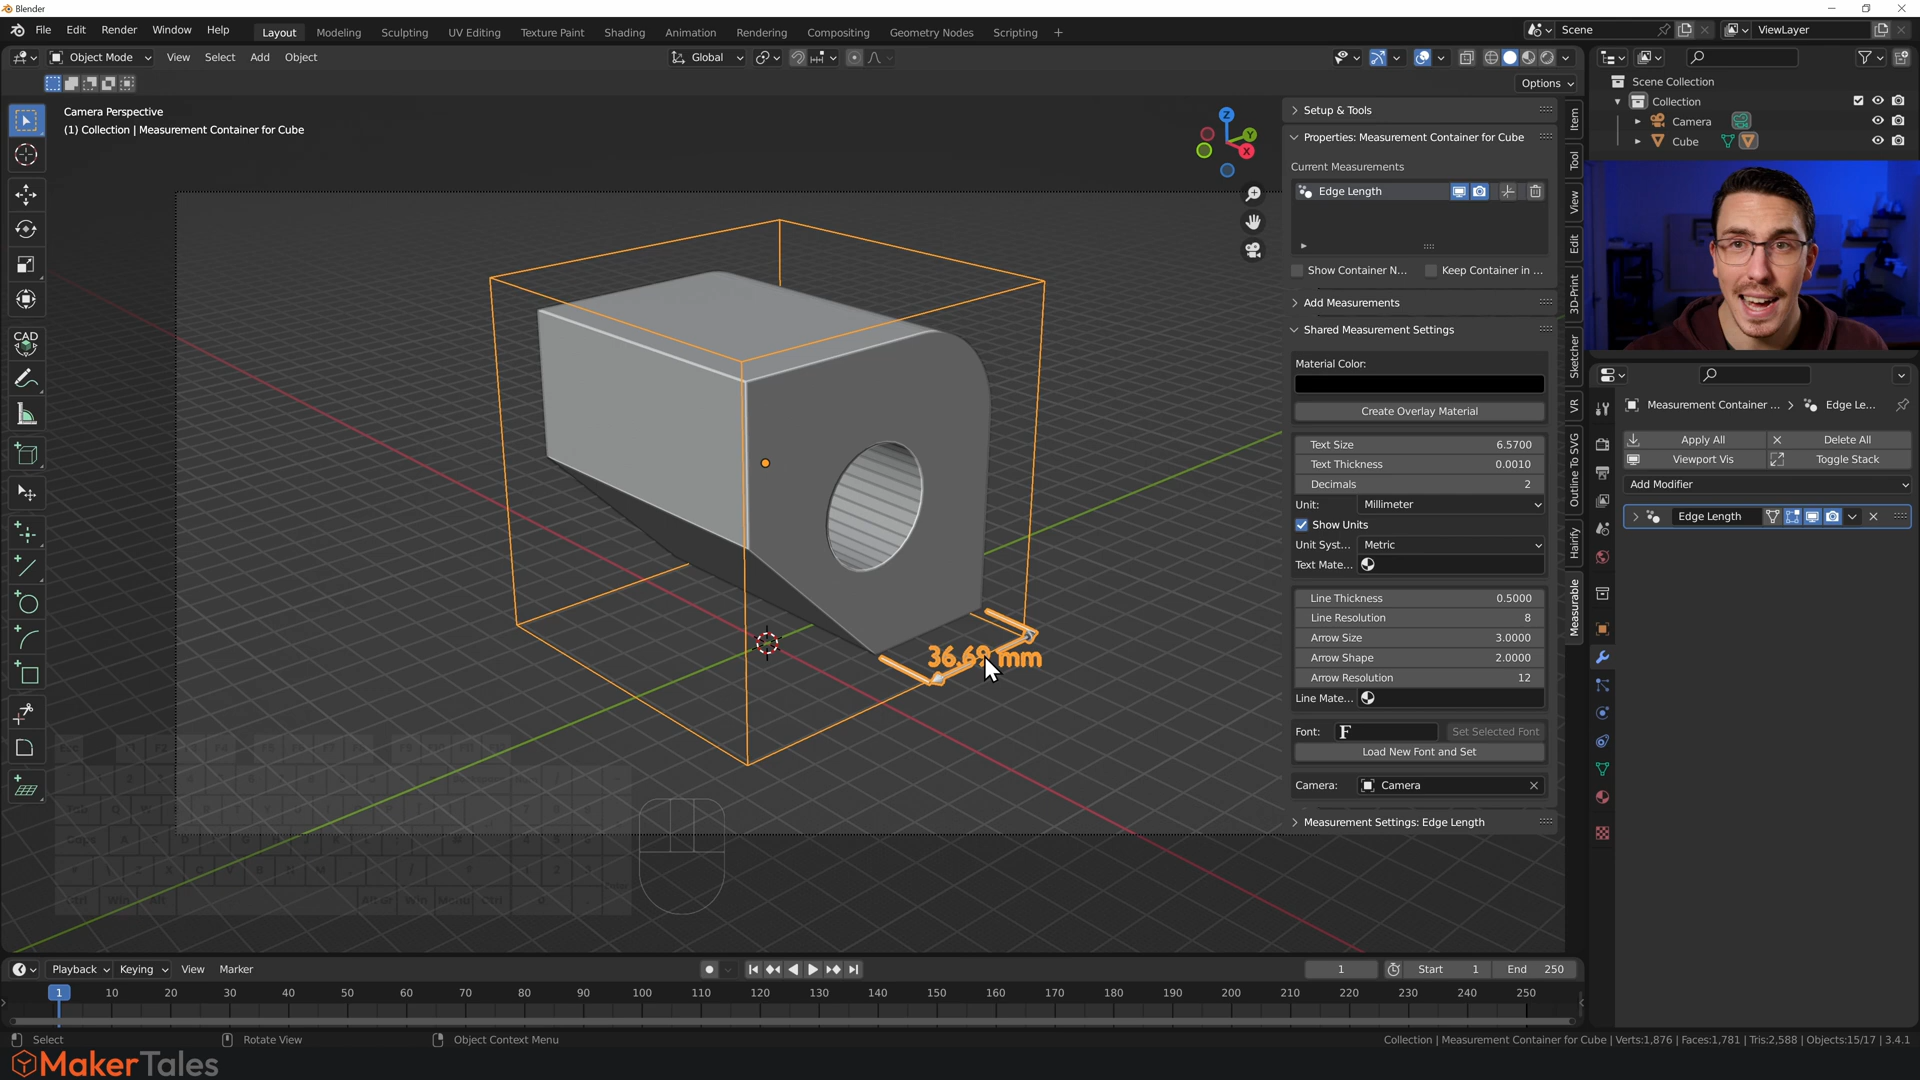 Blender
File Edit Render Window Help
Layout Modeling Sculpting UV Editing Texture Paint Shading Animation Rendering Compositing Geometry Nodes Scripting +
Scene
ViewLayer
Object Mode View Select Add Object
Global
Options
Camera Perspective
(1) Collection | Measurement Container for Cube
CAD
Z
Y
X
36.69 mm
Setup & Tools
Properties: Measurement Container for Cube
Current Measurements
Edge Length
Show Container N...
Keep Container in ...
Add Measurements
Shared Measurement Settings
Material Color:
Create Overlay Material
Text Size 6.5700
Text Thickness 0.0010
Decimals 2
Unit: Millimeter
Show Units
Unit Syst... Metric
Text Mate...
Line Thickness 0.5000
Line Resolution 8
Arrow Size 3.0000
Arrow Shape 2.0000
Arrow Resolution 12
Line Mate...
Font: F Set Selected Font
Load New Font and Set
Camera: Camera
Measurement Settings: Edge Length
Item
Tool
View
Edit
3D-Print
Sketcher
VR
Outline To SVG
Hairify
Measurable
Scene Collection
Collection
Camera
Cube
Measurement Container ... > Edge Le...
Apply All Delete All
Viewport Vis Toggle Stack
Add Modifier
Edge Length
Playback Keying View Marker
1 Start 1 End 250
1 10 20 30 40 50 60 70 80 90 100 110 120 130 140 150 160 170 180 190 200 210 220 230 240 250
Select Rotate View Object Context Menu
Collection | Measurement Container for Cube | Verts:1,876 | Faces:1,781 | Tris:2,588 | Objects:15/17 | 3.4.1
MakerTales